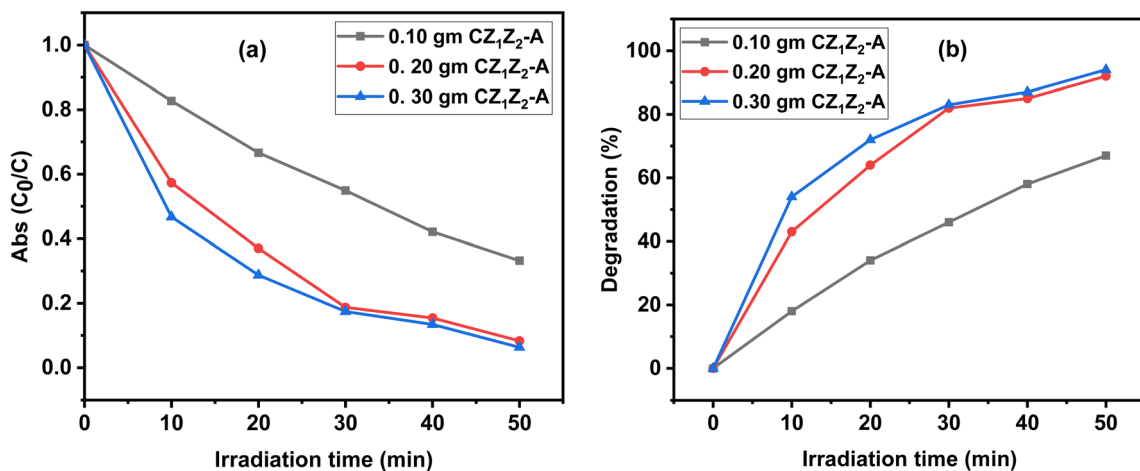 (a)
0.10 gm CZ₁Z₂-A
0. 20 gm CZ₁Z₂-A
0. 30 gm CZ₁Z₂-A
Abs (C₀/C)
1.0
0.8
0.6
0.4
0.2
0.0
0 10 20 30 40 50
Irradiation time (min)
(b)
0.10 gm CZ₁Z₂-A
0.20 gm CZ₁Z₂-A
0.30 gm CZ₁Z₂-A
Degradation (%)
100
80
60
40
20
0
0 10 20 30 40 50
Irradiation time (min)